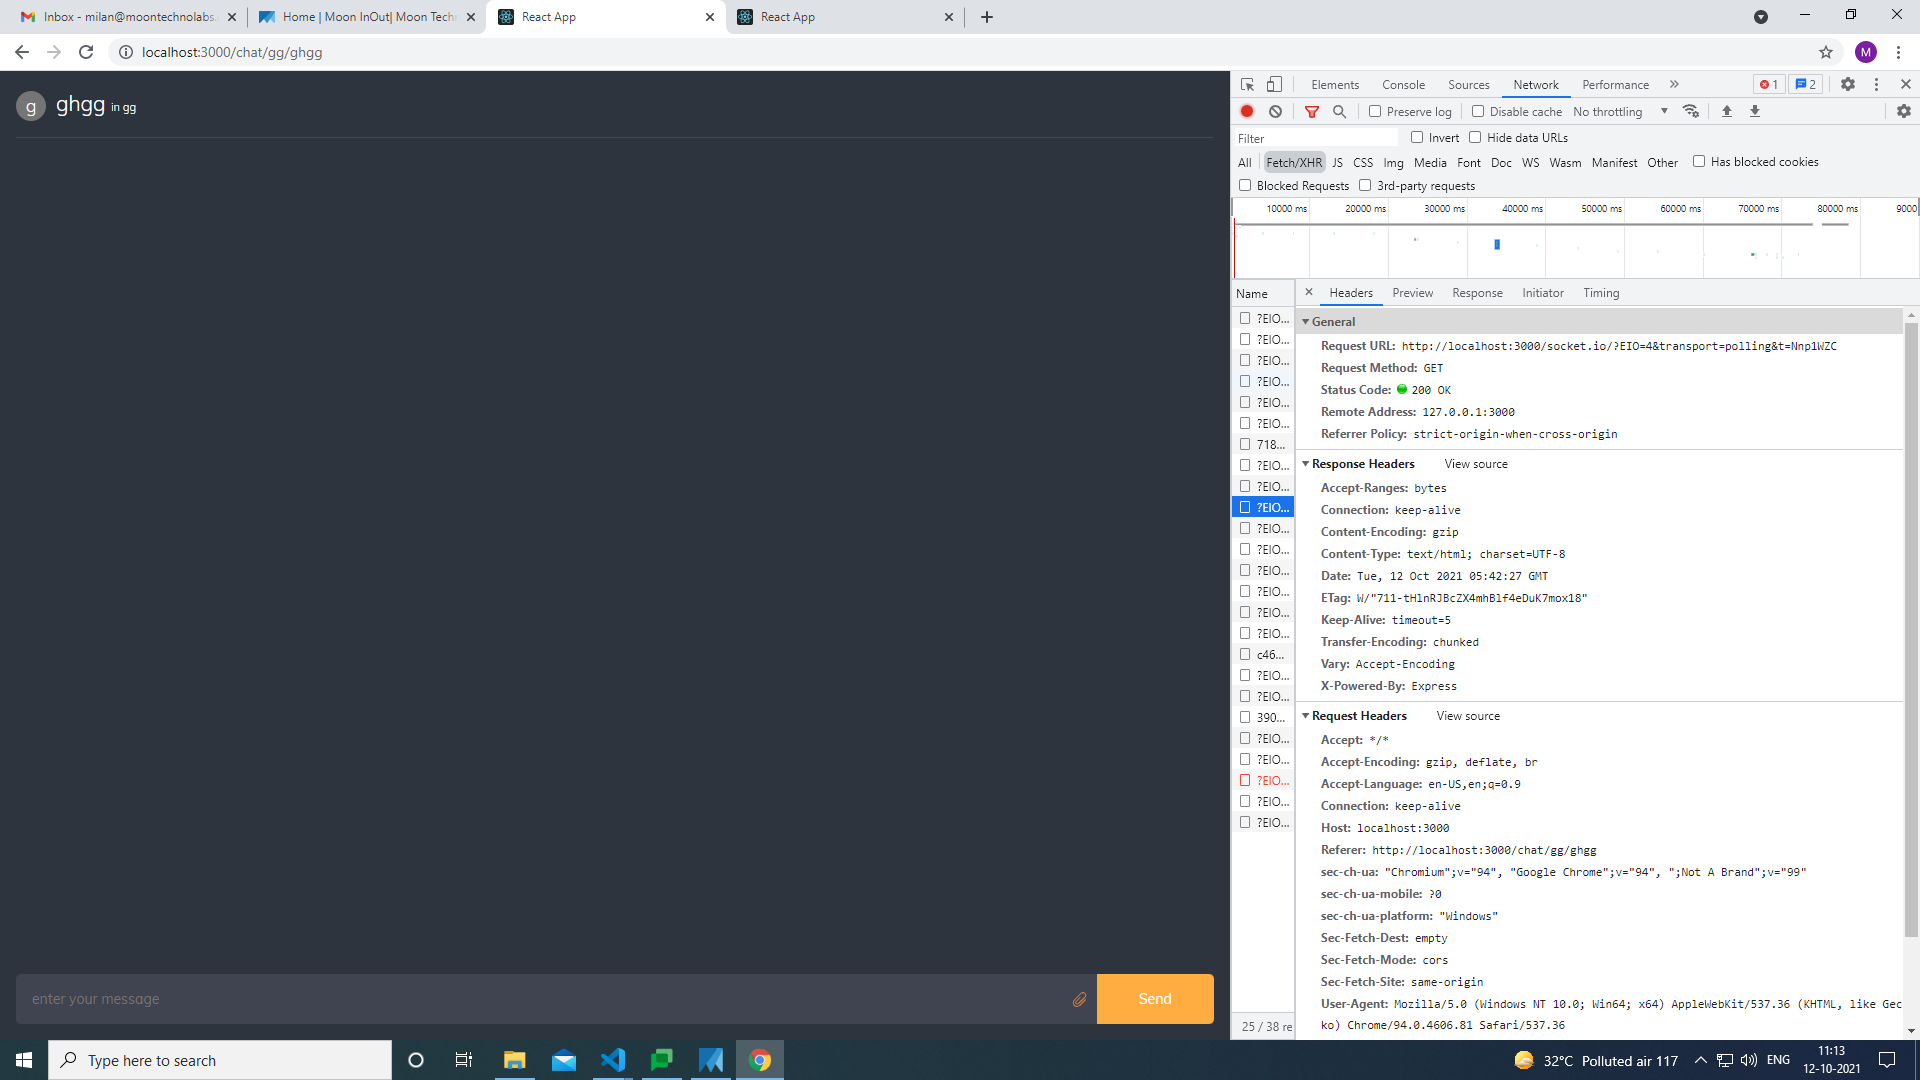 Inbox - milan@moontechnolabs.
Home | Moon InOut| Moon Techn
React App
React App
localhost:3000/chat/gg/ghgg
M
g ghgg in gg
Elements Console Sources Network Performance » 1 2
Preserve log Disable cache No throttling
Filter Invert Hide data URLs
All Fetch/XHR JS CSS Img Media Font Doc WS Wasm Manifest Other Has blocked cookies
Blocked Requests 3rd-party requests
10000 ms 20000 ms 30000 ms 40000 ms 50000 ms 60000 ms 70000 ms 80000 ms 9000
Name
?EIO...
?EIO...
?EIO...
?EIO...
?EIO...
?EIO...
718...
?EIO...
?EIO...
?EIO...
?EIO...
?EIO...
?EIO...
?EIO...
?EIO...
?EIO...
c46...
?EIO...
?EIO...
390...
?EIO...
?EIO...
?EIO...
?EIO...
?EIO...
25 / 38 re
Headers Preview Response Initiator Timing
General
Request URL: http://localhost:3000/socket.io/?EIO=4&transport=polling&t=Nnp1WZC
Request Method: GET
Status Code: 200 OK
Remote Address: 127.0.0.1:3000
Referrer Policy: strict-origin-when-cross-origin
Response Headers View source
Accept-Ranges: bytes
Connection: keep-alive
Content-Encoding: gzip
Content-Type: text/html; charset=UTF-8
Date: Tue, 12 Oct 2021 05:42:27 GMT
ETag: W/"711-tHlnRJBcZX4mhBlf4eDuK7mox18"
Keep-Alive: timeout=5
Transfer-Encoding: chunked
Vary: Accept-Encoding
X-Powered-By: Express
Request Headers View source
Accept: */*
Accept-Encoding: gzip, deflate, br
Accept-Language: en-US,en;q=0.9
Connection: keep-alive
Host: localhost:3000
Referer: http://localhost:3000/chat/gg/ghgg
sec-ch-ua: "Chromium";v="94", "Google Chrome";v="94", ";Not A Brand";v="99"
sec-ch-ua-mobile: ?0
sec-ch-ua-platform: "Windows"
Sec-Fetch-Dest: empty
Sec-Fetch-Mode: cors
Sec-Fetch-Site: same-origin
User-Agent: Mozilla/5.0 (Windows NT 10.0; Win64; x64) AppleWebKit/537.36 (KHTML, like Gec
ko) Chrome/94.0.4606.81 Safari/537.36
enter your message
Send
Type here to search
32°C Polluted air 117
ENG
11:13
12-10-2021